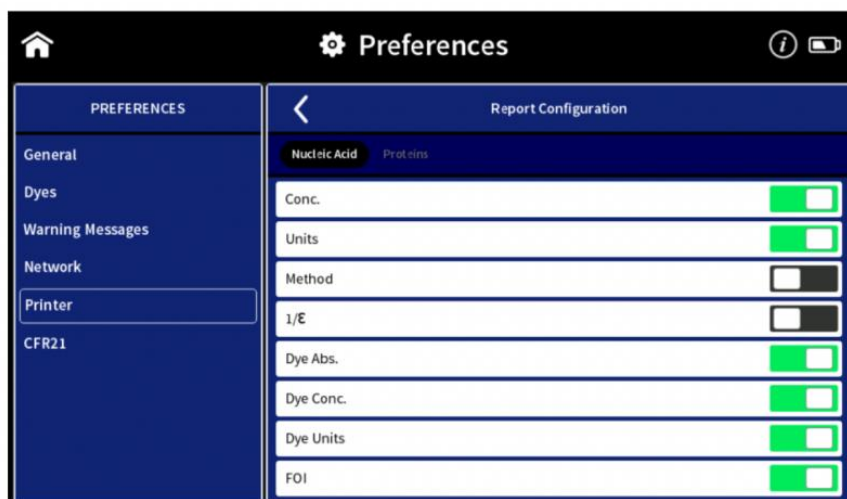 Preferences
i
PREFERENCES
General
Dyes
Warning Messages
Network
Printer
CFR21
Report Configuration
Nucleic Acid Proteins
Conc.
Units
Method
1/Ɛ
Dye Abs.
Dye Conc.
Dye Units
FOI